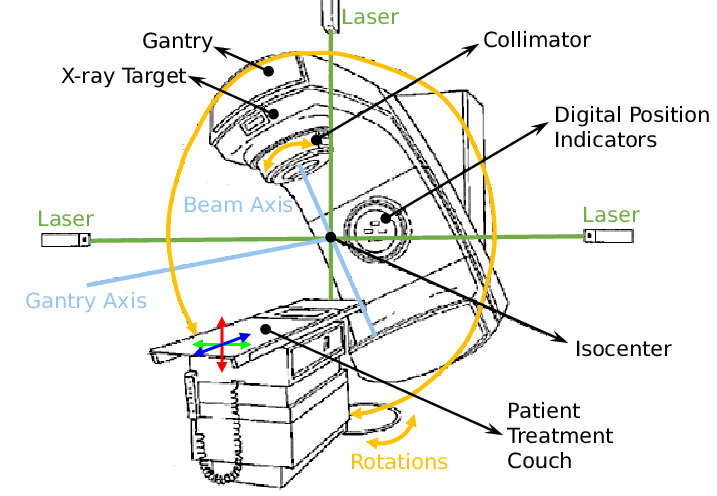 Laser
Gantry
Collimator
X-ray Target
Digital Position
Indicators
Beam Axis
Laser
Laser
Gantry Axis
Isocenter
Patient
Treatment
Couch
Rotations